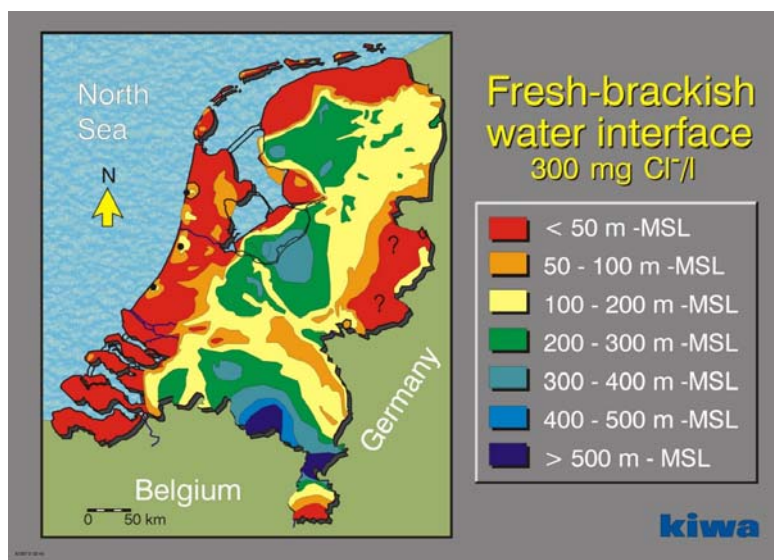 North
Sea
N
?
?
Germany
Belgium
0 50 km
Fresh-brackish
water interface
300 mg Cl⁻/l
< 50 m -MSL
50 - 100 m -MSL
100 - 200 m -MSL
200 - 300 m -MSL
300 - 400 m -MSL
400 - 500 m -MSL
> 500 m - MSL
kiwa